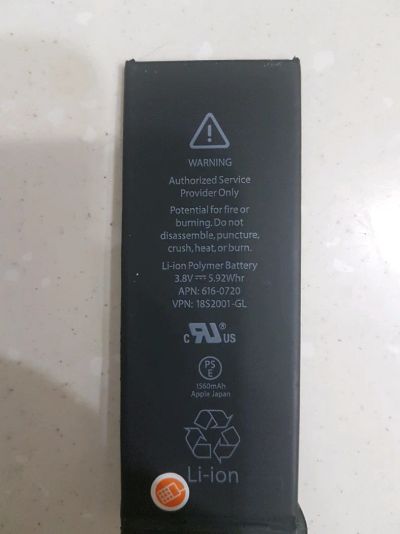 WARNING
Authorized Service
Provider Only
Potential for fire or
burning. Do not
disassemble, puncture,
crush, heat, or burn.
Li-ion Polymer Battery
3.8V ⎓ 5.92Whr
APN: 616-0720
VPN: 18S2001-GL
c RU ® US
PS
E
1560mAh
Apple Japan
Li-ion